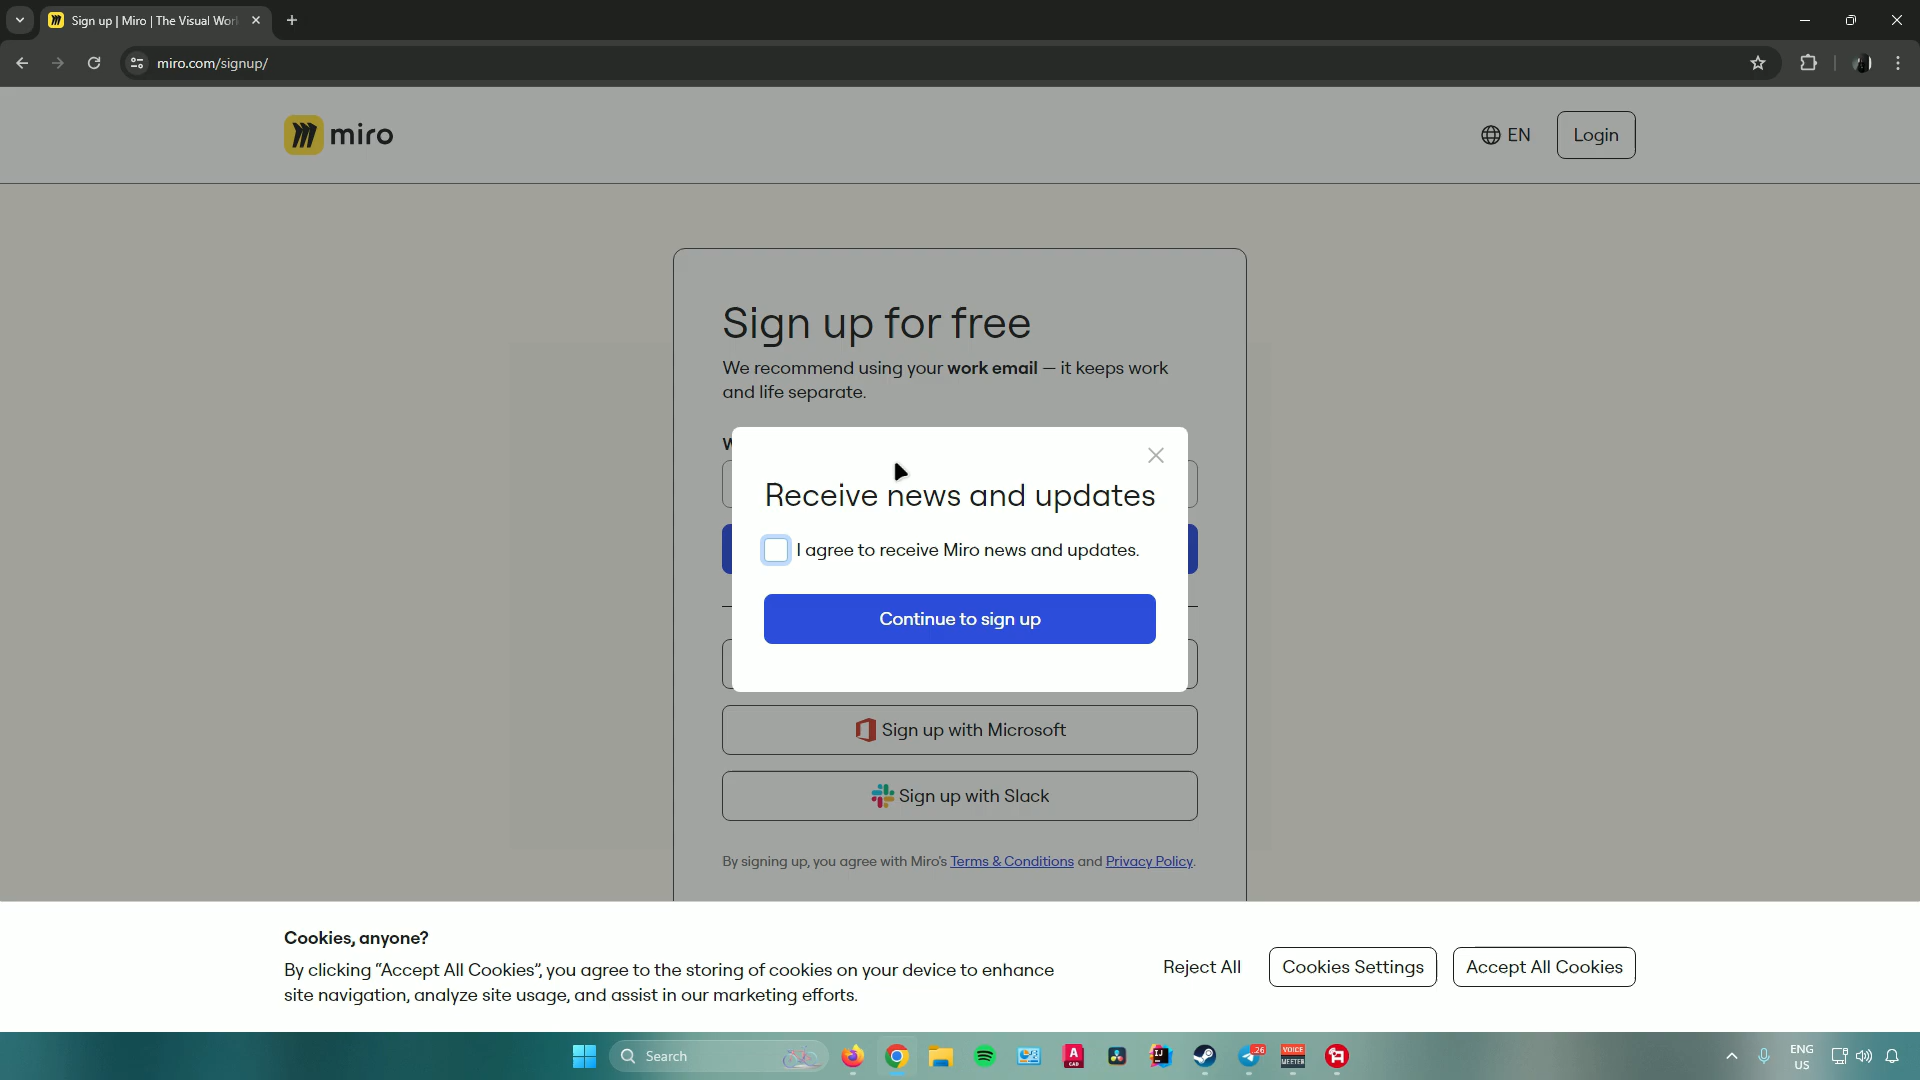 Sign up | Miro | The Visual Wor
miro.com/signup/
miro
EN
Login
Sign up for free
We recommend using your work email — it keeps work
and life separate.
Receive news and updates
I agree to receive Miro news and updates.
Continue to sign up
Sign up with Microsoft
Sign up with Slack
By signing up, you agree with Miro's Terms & Conditions and Privacy Policy.
Cookies, anyone?
By clicking “Accept All Cookies”, you agree to the storing of cookies on your device to enhance
site navigation, analyze site usage, and assist in our marketing efforts.
Reject All
Cookies Settings
Accept All Cookies
Search
A
CAD
IJ
26
VOICE
MEETER
ENG
US